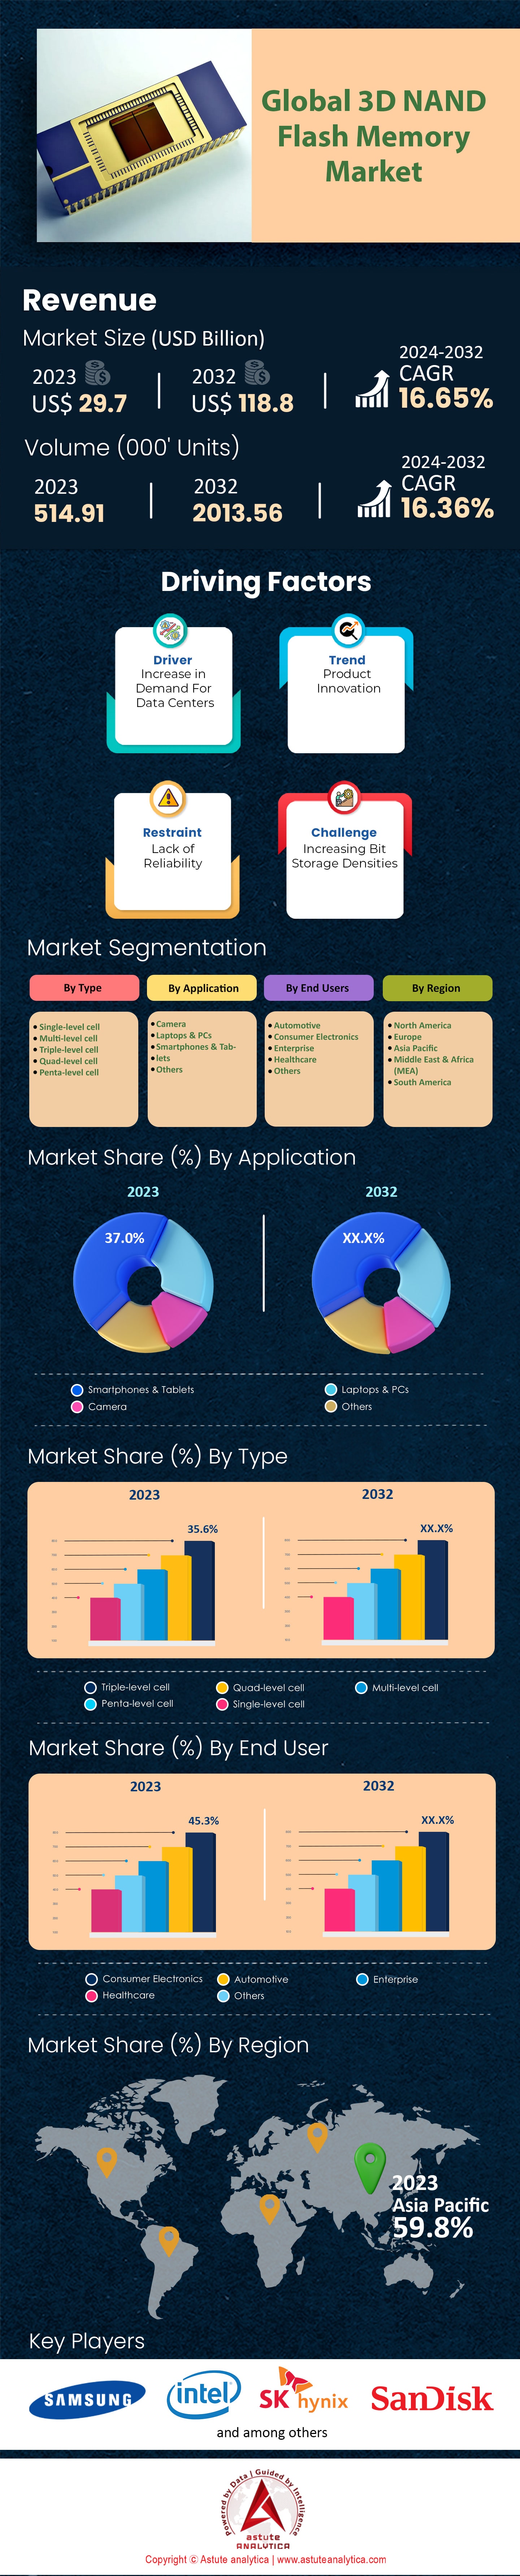 Global 3D NAND
Flash Memory
Market
Revenue
Market Size (USD Billion)
2023
US$ 29.7
2032
US$ 118.8
2024-2032
CAGR
16.65%
Volume (000' Units)
2023
514.91
2032
2013.56
2024-2032
CAGR
16.36%
Driving Factors
Driver
Increase in
Demand For
Data Centers
Trend
Product
Innovation
Restraint
Lack of
Reliability
Challenge
Increasing Bit
Storage Densities
Market Segmentation
By Type
Single-level cell
Multi-level cell
Triple-level cell
Quad-level cell
Penta-level cell
By Application
Camera
Laptops & PCs
Smartphones & Tab-
lets
Others
By End Users
Automotive
Consumer Electronics
Enterprise
Healthcare
Others
By Region
North America
Europe
Asia Pacific
Middle East & Africa
(MEA)
South America
Market Share (%) By Application
2023
37.0%
2032
XX.X%
Smartphones & Tablets
Laptops & PCs
Camera
Others
Market Share (%) By Type
2023
35.6%
2032
XX.X%
Triple-level cell
Quad-level cell
Multi-level cell
Penta-level cell
Single-level cell
Market Share (%) By End User
2023
45.3%
2032
XX.X%
Consumer Electronics
Automotive
Enterprise
Healthcare
Others
Market Share (%) By Region
2023
Asia Pacific
59.8%
Key Players
SAMSUNG
intel
SK hynix
SanDisk
and among others
Powered by Data | Guided by Intelligence
astute
ANALYTICA
Copyright © Astute analytica | www.astuteanalytica.com